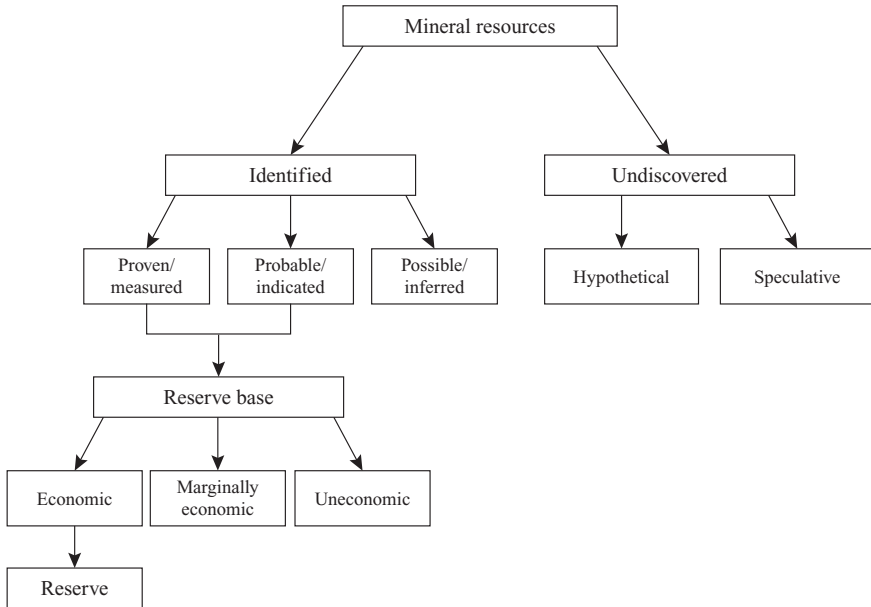 Mineral resources
Identified
Undiscovered
Proven/
measured
Probable/
indicated
Possible/
inferred
Hypothetical
Speculative
Reserve base
Economic
Marginally
economic
Uneconomic
Reserve